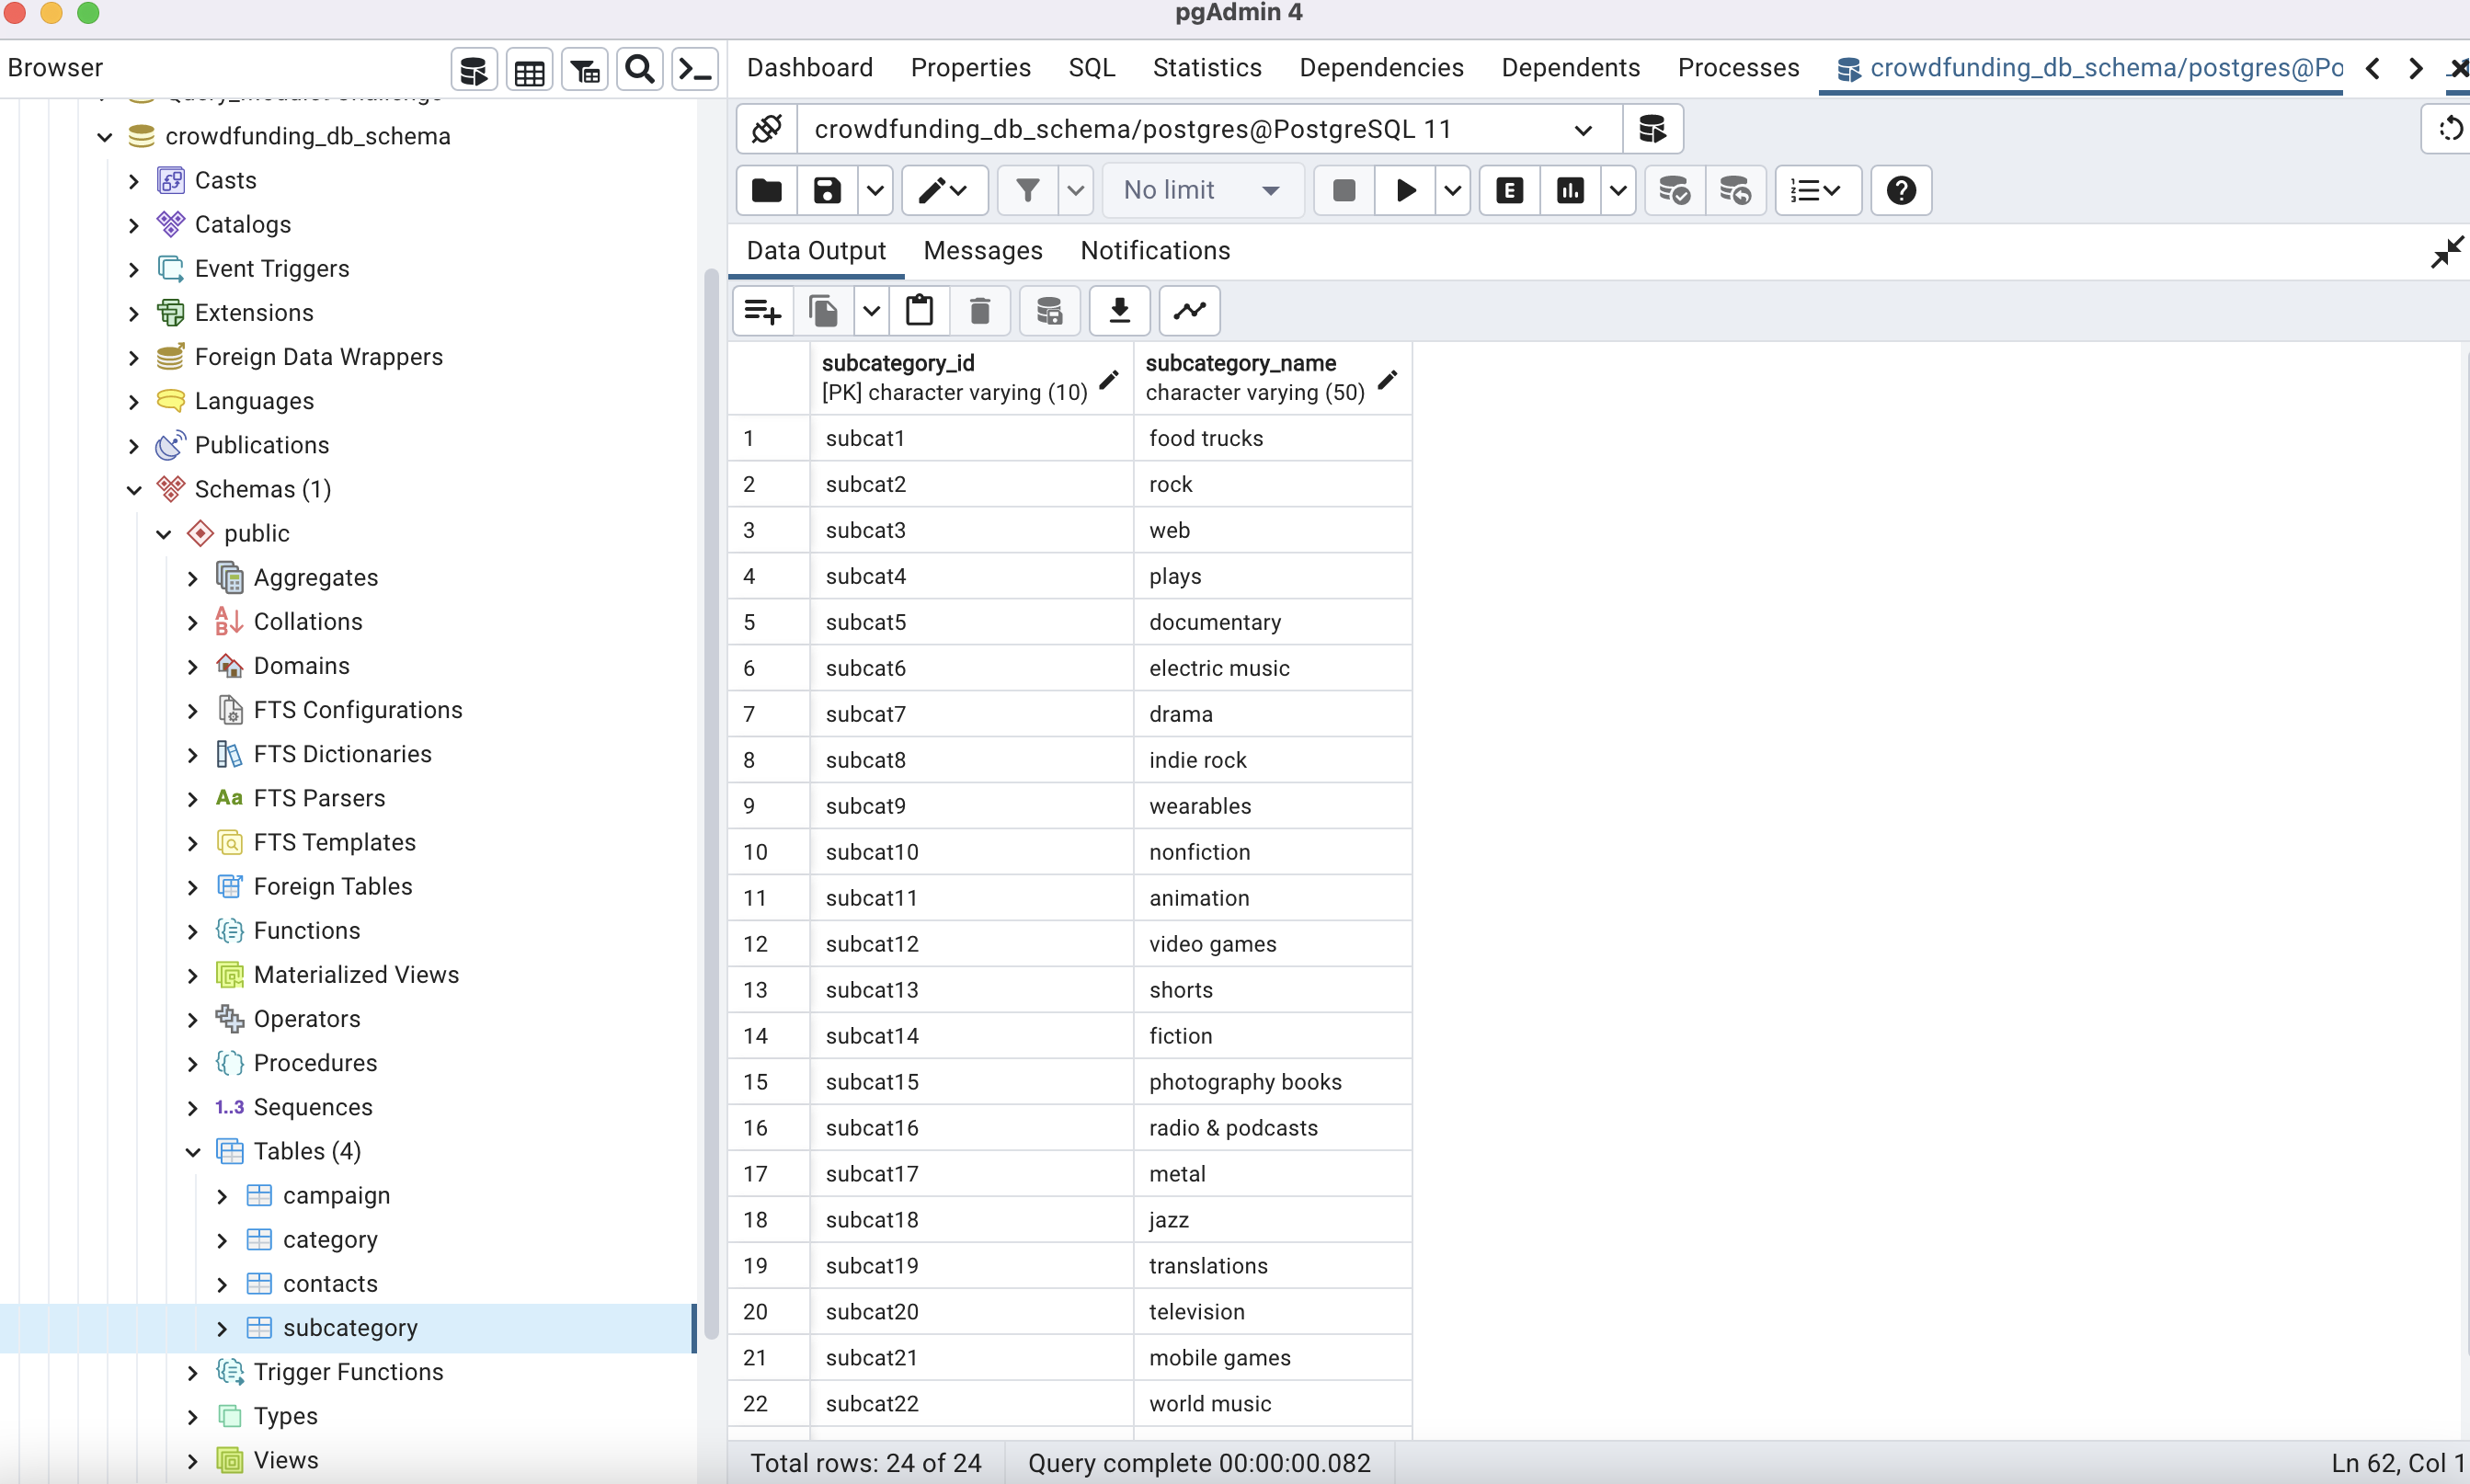 pgAdmin 4
Browser
Dashboard Properties SQL Statistics Dependencies Dependents Processes crowdfunding_db_schema/postgres@Po
crowdfunding_db_schema/postgres@PostgreSQL 11
No limit
E
Data Output Messages Notifications
crowdfunding_db_schema
Casts
Catalogs
Event Triggers
Extensions
Foreign Data Wrappers
Languages
Publications
Schemas (1)
public
Aggregates
Collations
Domains
FTS Configurations
FTS Dictionaries
Aa FTS Parsers
FTS Templates
Foreign Tables
Functions
Materialized Views
Operators
Procedures
1..3 Sequences
Tables (4)
campaign
category
contacts
subcategory
Trigger Functions
Types
Views
subcategory_id subcategory_name
[PK] character varying (10) character varying (50)
1 subcat1 food trucks
2 subcat2 rock
3 subcat3 web
4 subcat4 plays
5 subcat5 documentary
6 subcat6 electric music
7 subcat7 drama
8 subcat8 indie rock
9 subcat9 wearables
10 subcat10 nonfiction
11 subcat11 animation
12 subcat12 video games
13 subcat13 shorts
14 subcat14 fiction
15 subcat15 photography books
16 subcat16 radio & podcasts
17 subcat17 metal
18 subcat18 jazz
19 subcat19 translations
20 subcat20 television
21 subcat21 mobile games
22 subcat22 world music
Total rows: 24 of 24 Query complete 00:00:00.082 Ln 62, Col 1